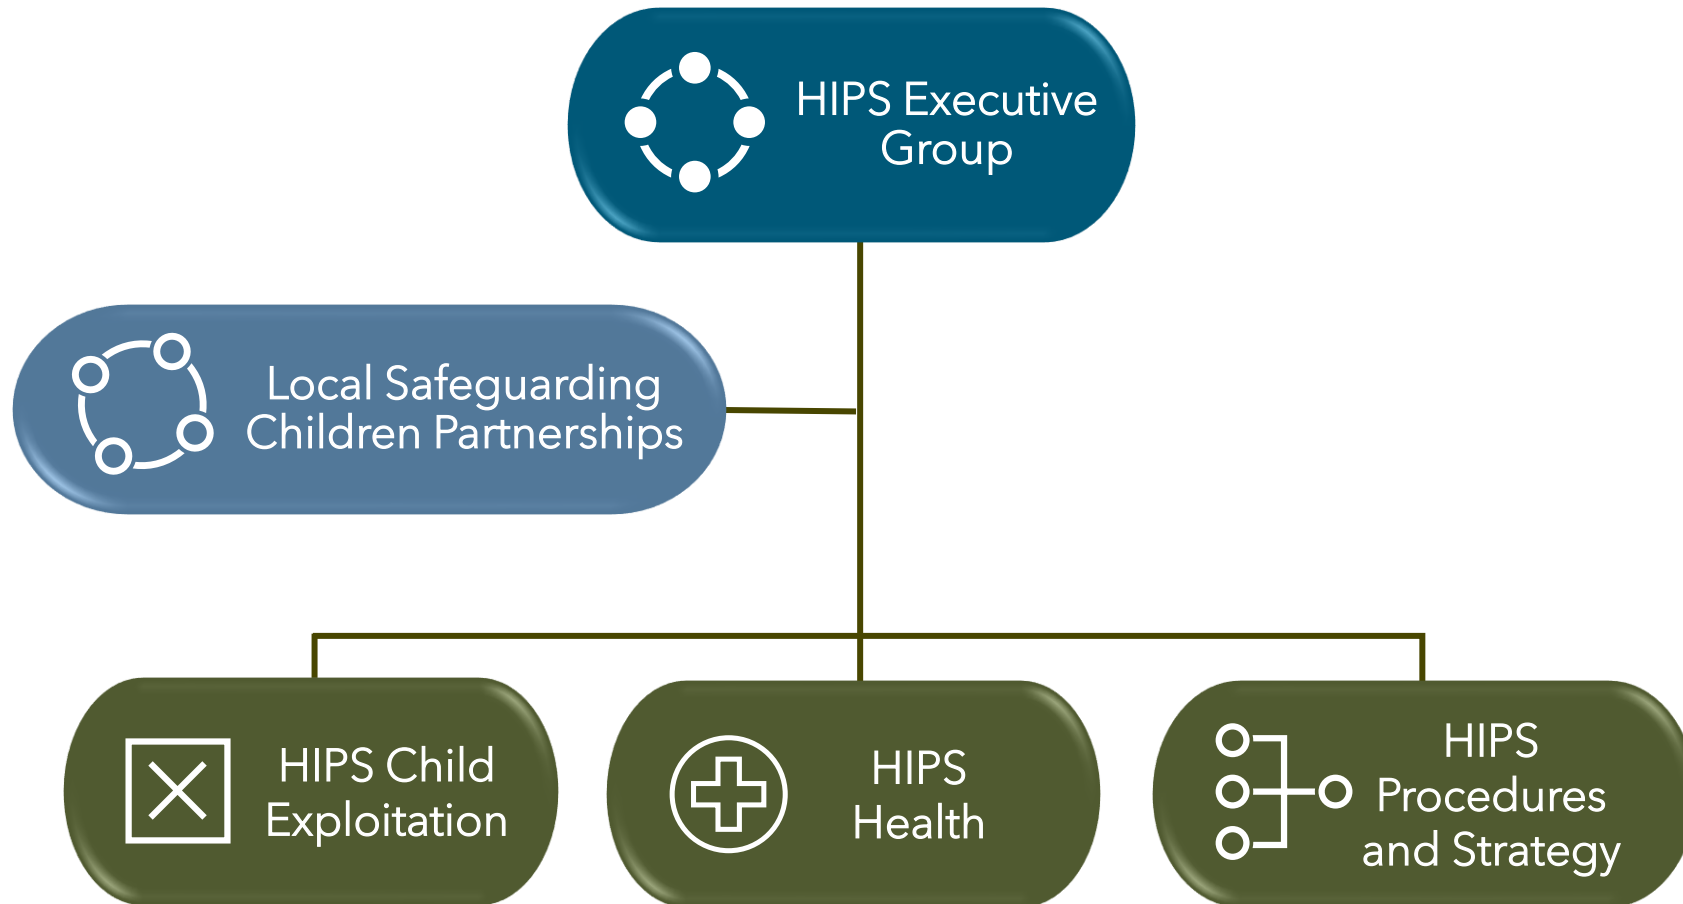 HIPS Executive
Group
Local Safeguarding
Children Partnerships
HIPS Child
Exploitation
HIPS
Health
HIPS
Procedures
and Strategy